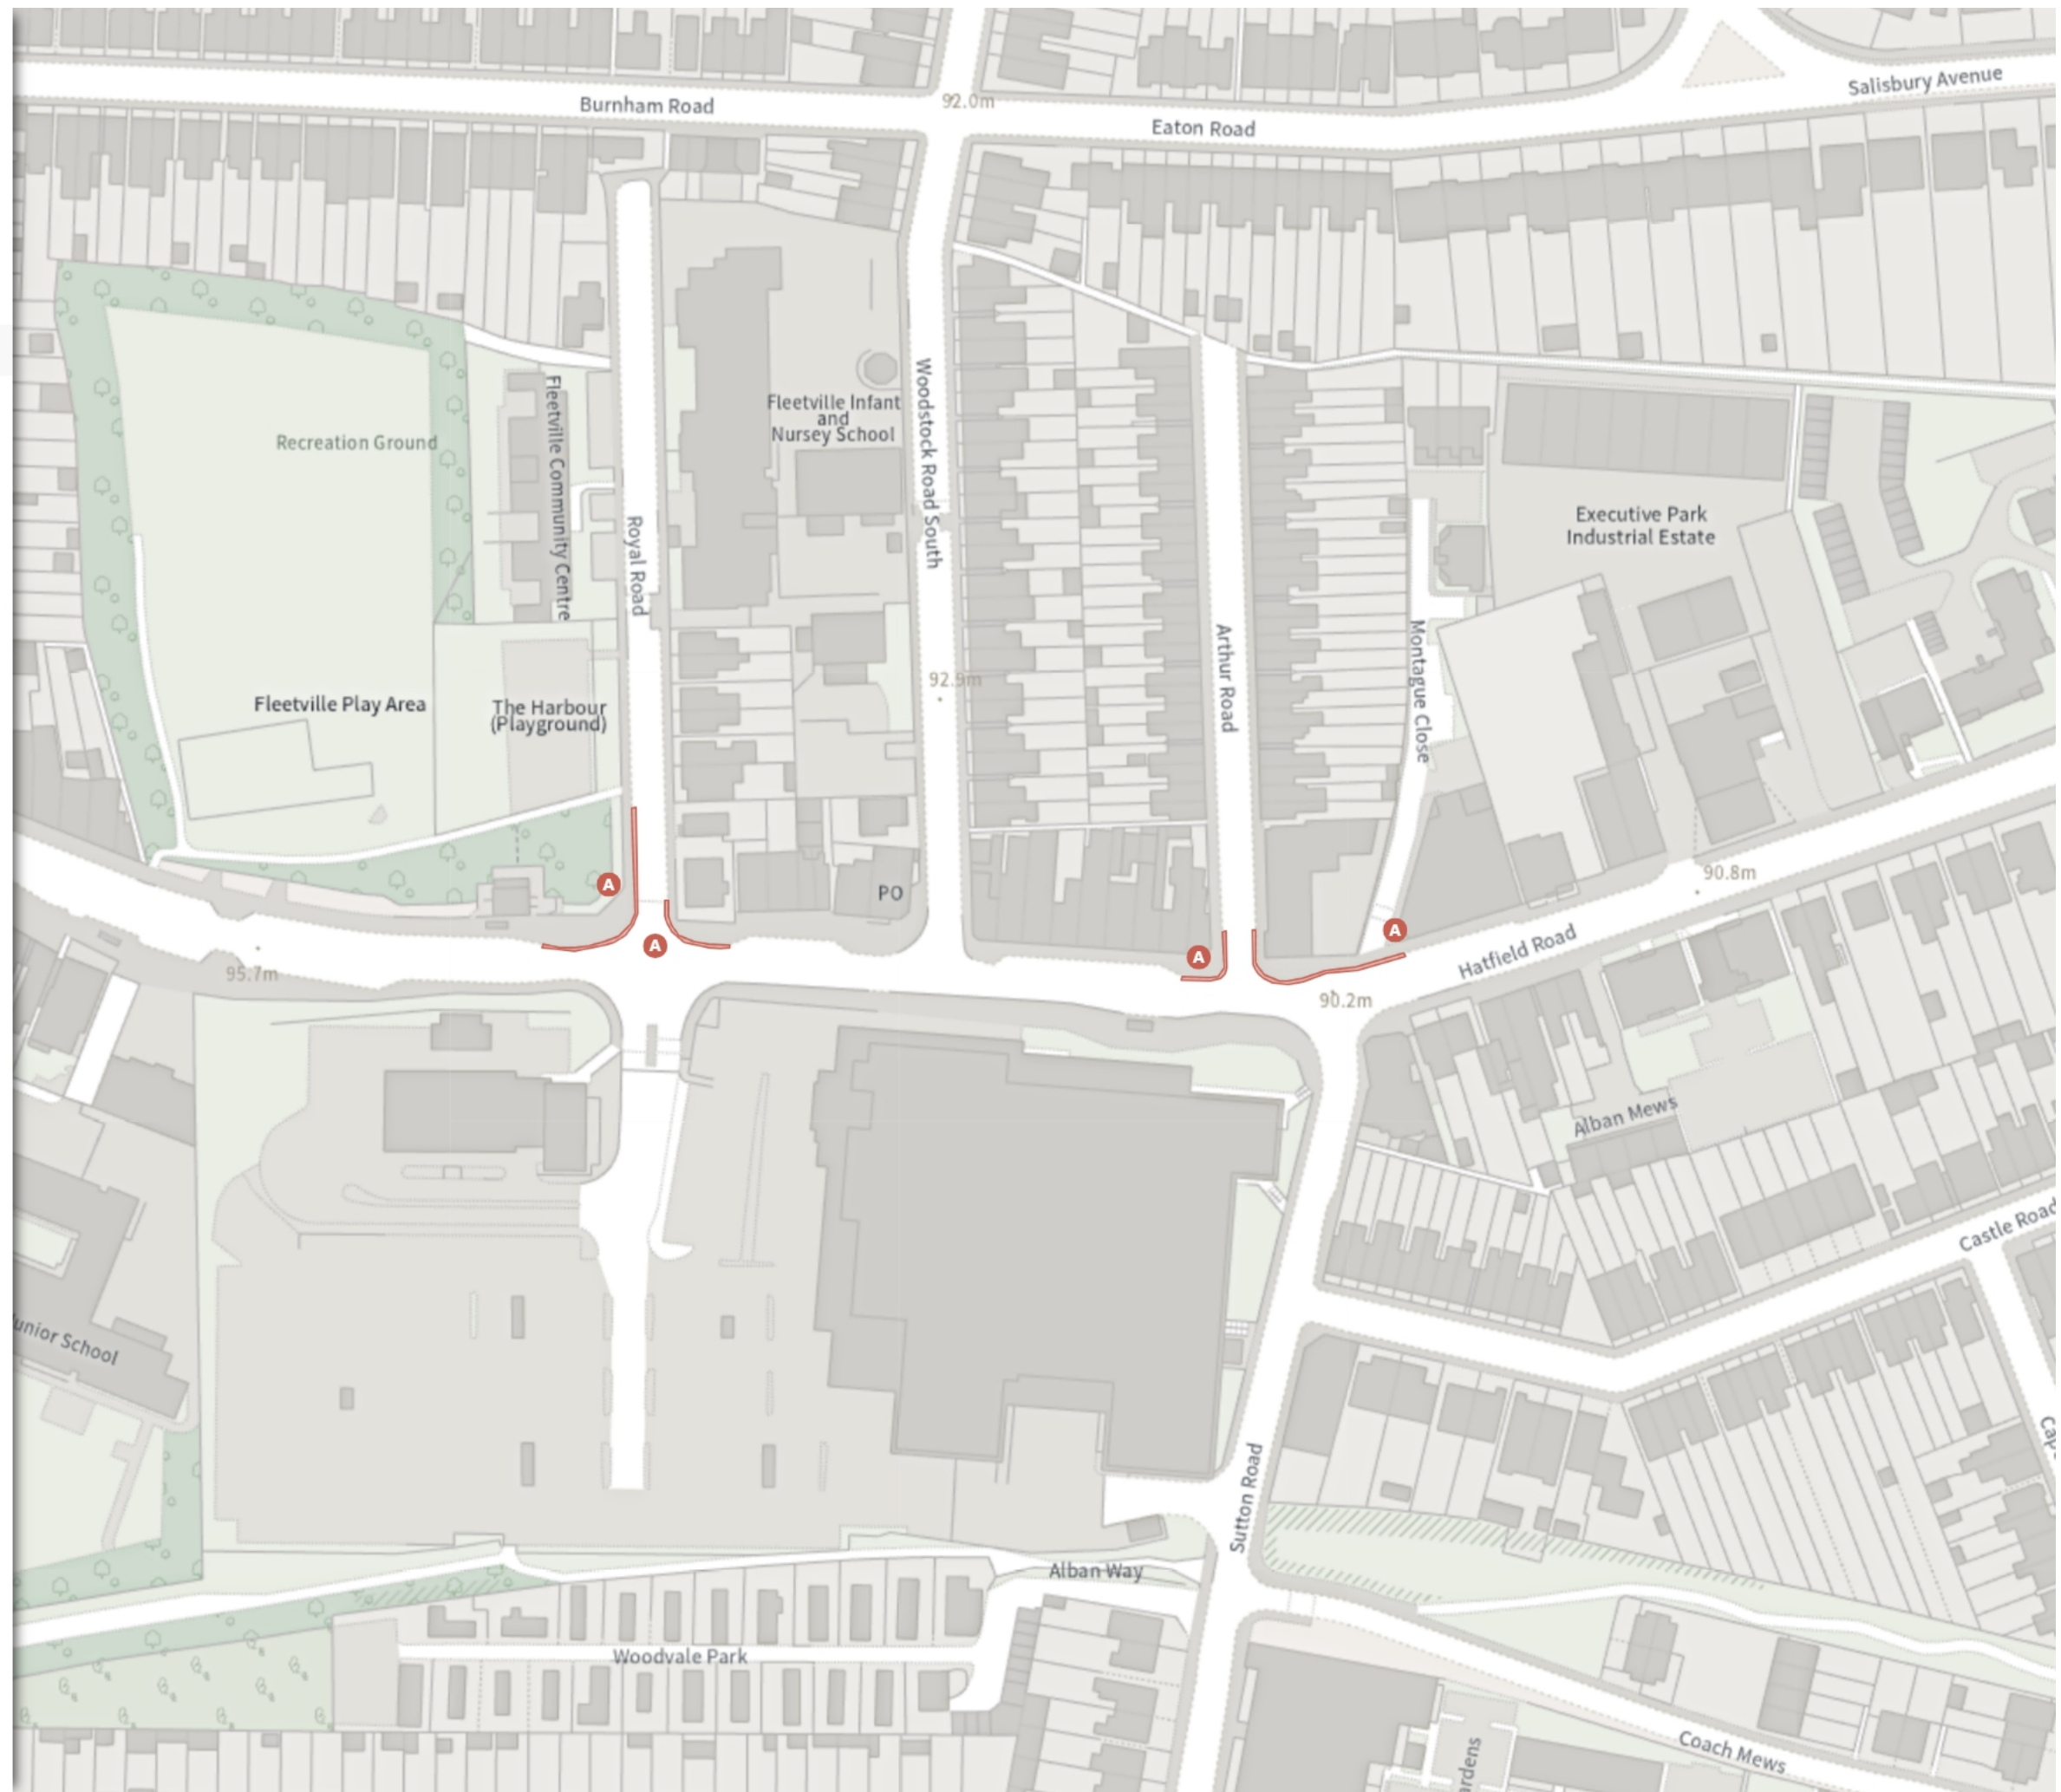 Salisbury Avenue
Burnham Road
92.0m
Eaton Road
Fleetville Infant
and
Nursey School
Woodstock Road South
Recreation Ground
Fleetville Community Centre
Executive Park
Industrial Estate
Royal Road
Arthur Road
Montague Close
92.9m
Fleetville Play Area
The Harbour
(Playground)
90.8m
A
PO
A
A
A
Hatfield Road
95.7m
90.2m
Alban Mews
Castle Road
unior School
Sutton Road
Alban Way
Woodvale Park
Coach Mews
ardens